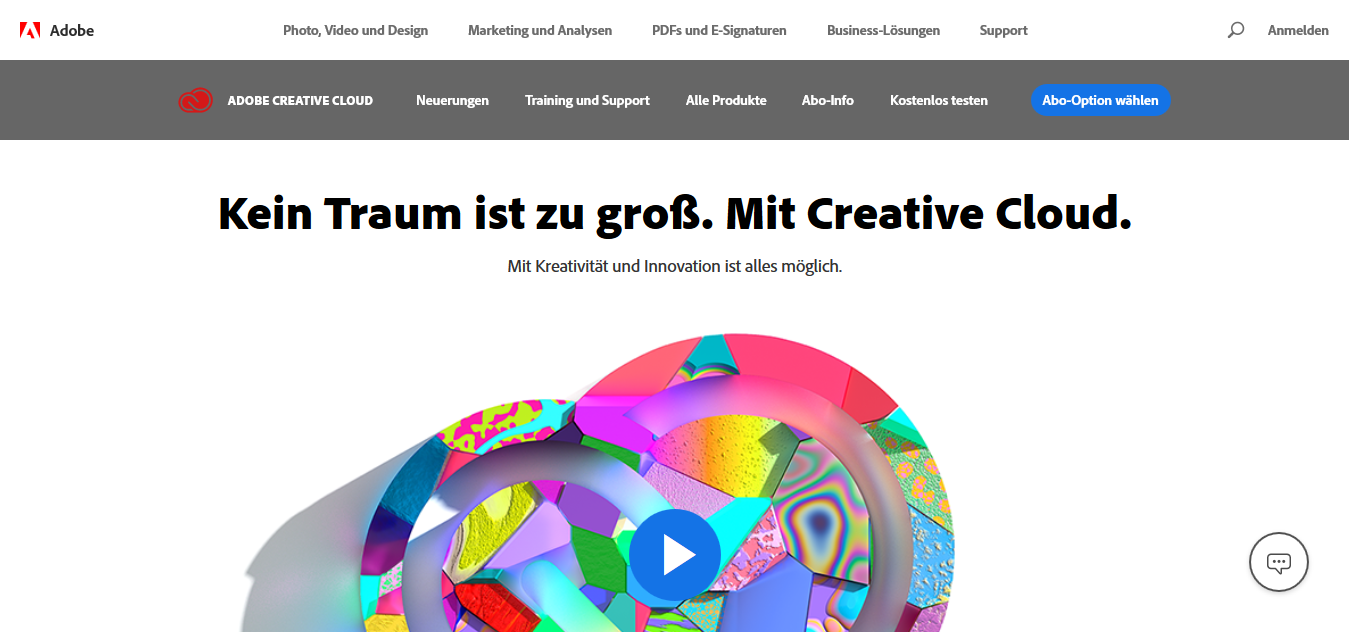 Adobe Photo, Video und Design Marketing und Analysen PDFs und E-Signaturen Business-Lösungen Support Anmelden
ADOBE CREATIVE CLOUD Neuerungen Training und Support Alle Produkte Abo-Info Kostenlos testen Abo-Option wählen
Kein Traum ist zu groß. Mit Creative Cloud.
Mit Kreativität und Innovation ist alles möglich.